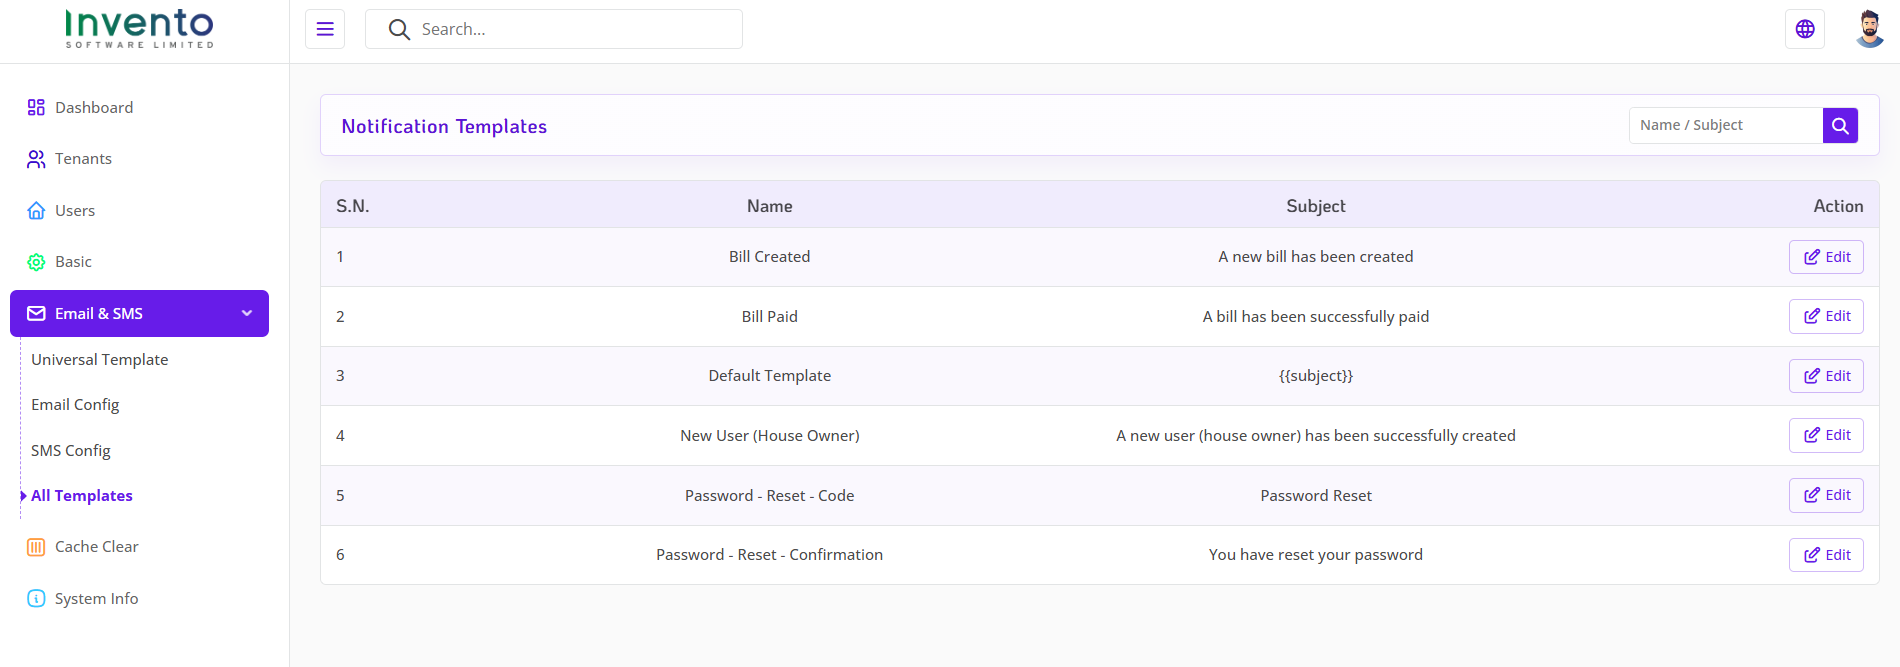 Invento
SOFTWARE LIMITED
Search...
Dashboard
Tenants
Users
Basic
Email & SMS
Universal Template
Email Config
SMS Config
All Templates
Cache Clear
System Info
Notification Templates
Name / Subject
S.N. Name Subject Action
1 Bill Created A new bill has been created Edit
2 Bill Paid A bill has been successfully paid Edit
3 Default Template {{subject}} Edit
4 New User (House Owner) A new user (house owner) has been successfully created Edit
5 Password - Reset - Code Password Reset Edit
6 Password - Reset - Confirmation You have reset your password Edit